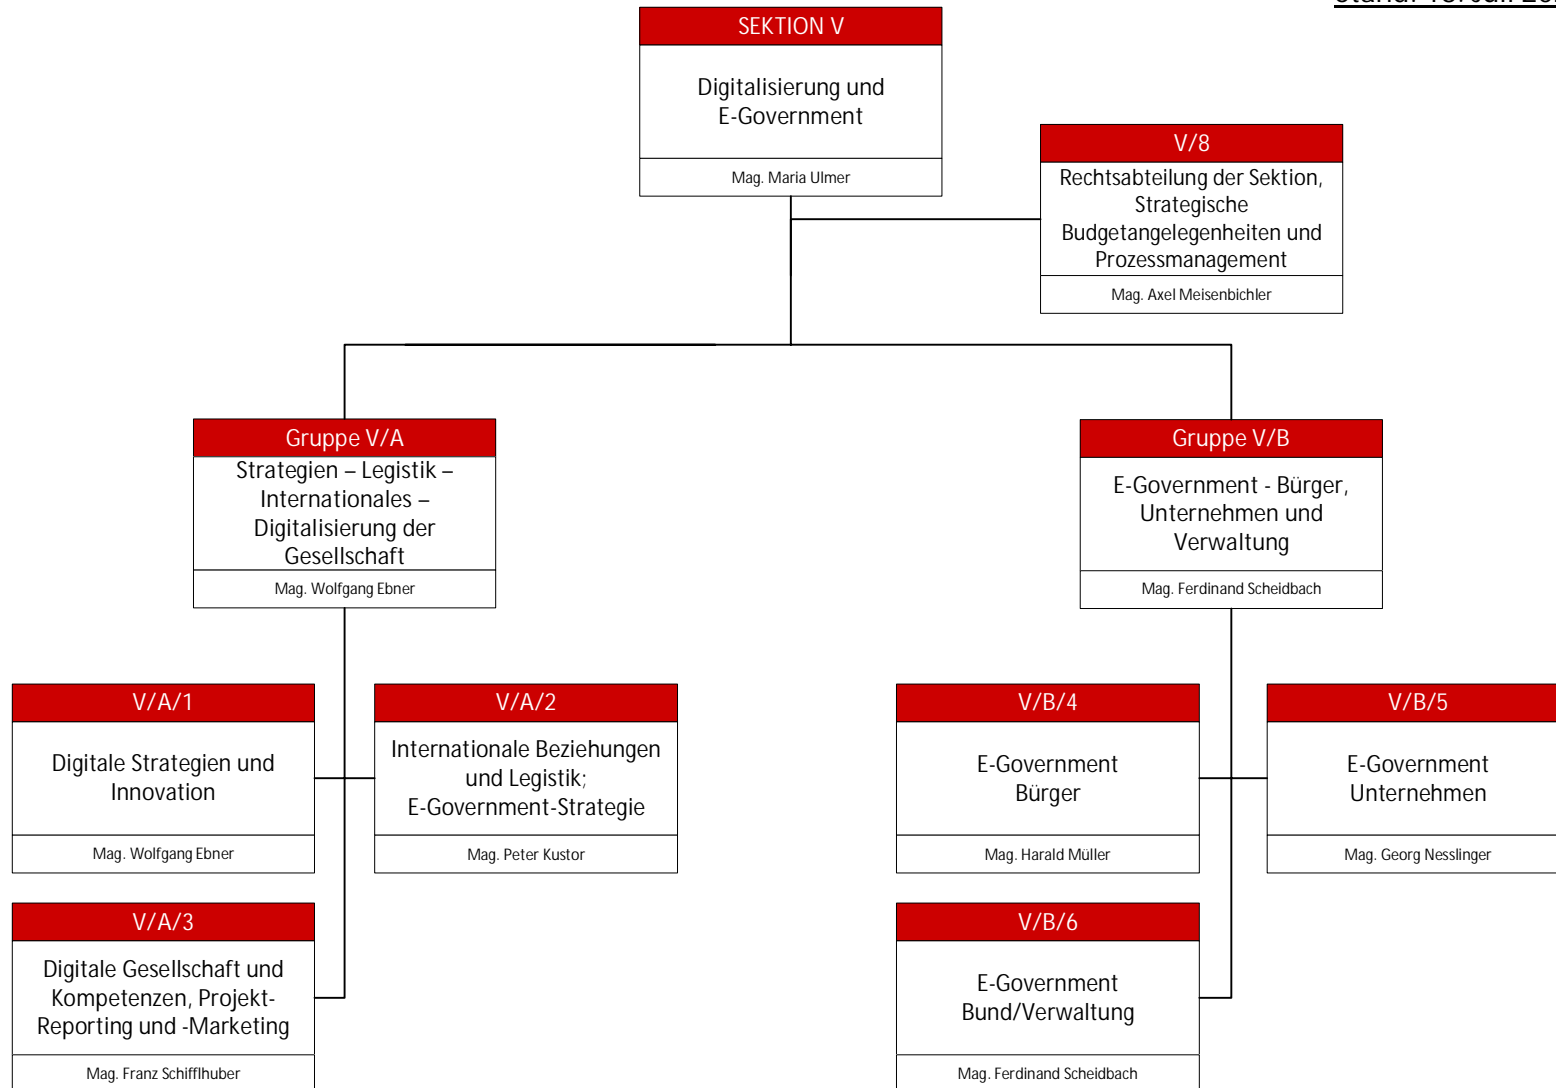 SEKTION V
Digitalisierung und
E-Government
Mag. Maria Ulmer
V/8
Rechtsabteilung der Sektion,
Strategische
Budgetangelegenheiten und
Prozessmanagement
Mag. Axel Meisenbichler
Gruppe V/A
Strategien – Legistik –
Internationales –
Digitalisierung der
Gesellschaft
Mag. Wolfgang Ebner
Gruppe V/B
E-Government - Bürger,
Unternehmen und
Verwaltung
Mag. Ferdinand Scheidbach
V/A/1
Digitale Strategien und
Innovation
Mag. Wolfgang Ebner
V/A/2
Internationale Beziehungen
und Legistik;
E-Government-Strategie
Mag. Peter Kustor
V/B/4
E-Government
Bürger
Mag. Harald Müller
V/B/5
E-Government
Unternehmen
Mag. Georg Nesslinger
V/A/3
Digitale Gesellschaft und
Kompetenzen, Projekt-
Reporting und -Marketing
Mag. Franz Schifflhuber
V/B/6
E-Government
Bund/Verwaltung
Mag. Ferdinand Scheidbach